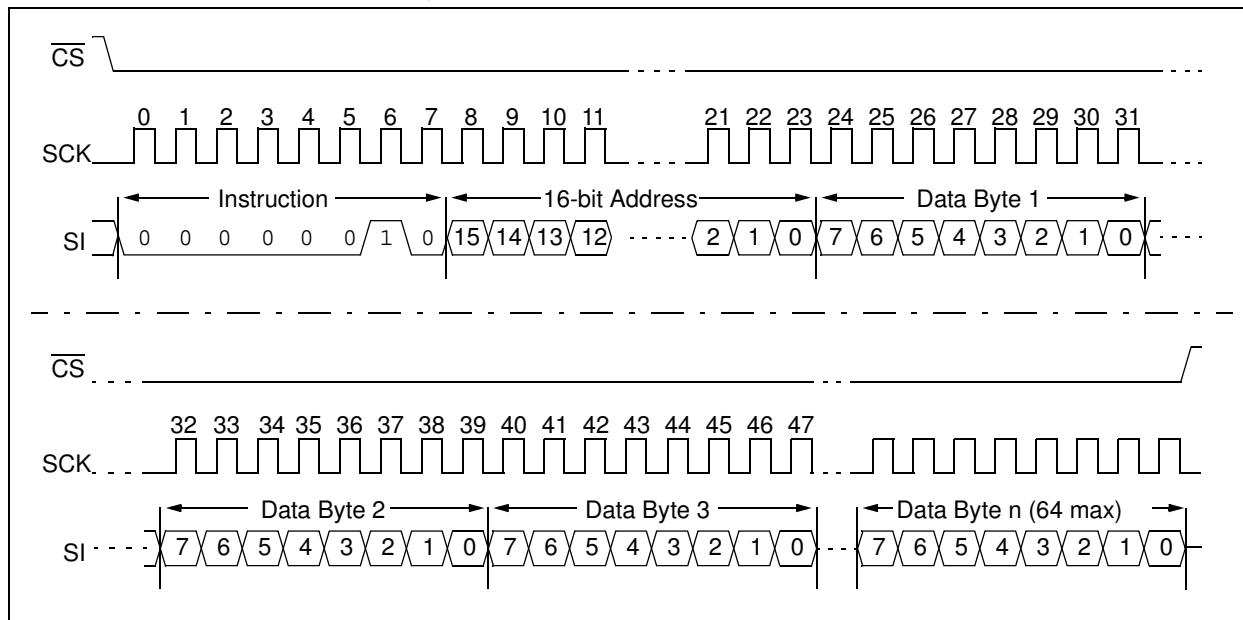 CS
0 1 2 3 4 5 6 7 8 9 10 11 21 22 23 24 25 26 27 28 29 30 31
SCK
Instruction 16-bit Address Data Byte 1
SI 0 0 0 0 0 0 1 0 15 14 13 12 2 1 0 7 6 5 4 3 2 1 0
CS
32 33 34 35 36 37 38 39 40 41 42 43 44 45 46 47
SCK
Data Byte 2 Data Byte 3 Data Byte n (64 max)
SI 7 6 5 4 3 2 1 0 7 6 5 4 3 2 1 0 7 6 5 4 3 2 1 0